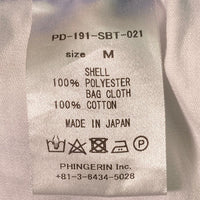 PD-191-SBT-021
size M
SHELL
100% POLYESTER
BAG CLOTH
100% COTTON
MADE IN JAPAN
PHINGERIN Inc.
+81-3-6434-5028